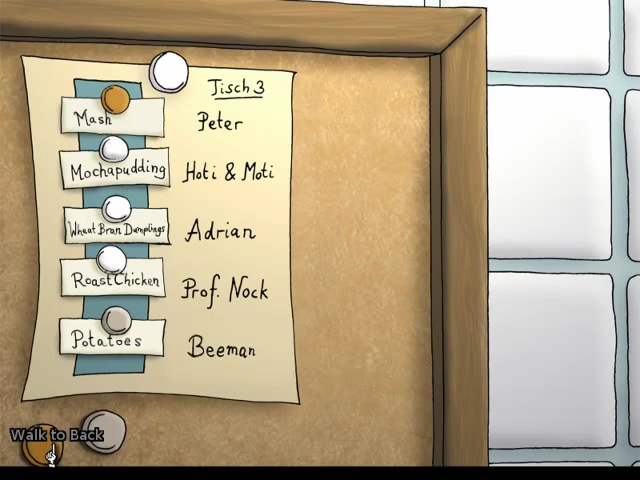 Tisch 3
Mash Peter
Mochapudding Hoti & Moti
Wheat Bran Dumplings Adrian
Roast Chicken Prof. Nock
Potatoes Beeman
Walk to Back